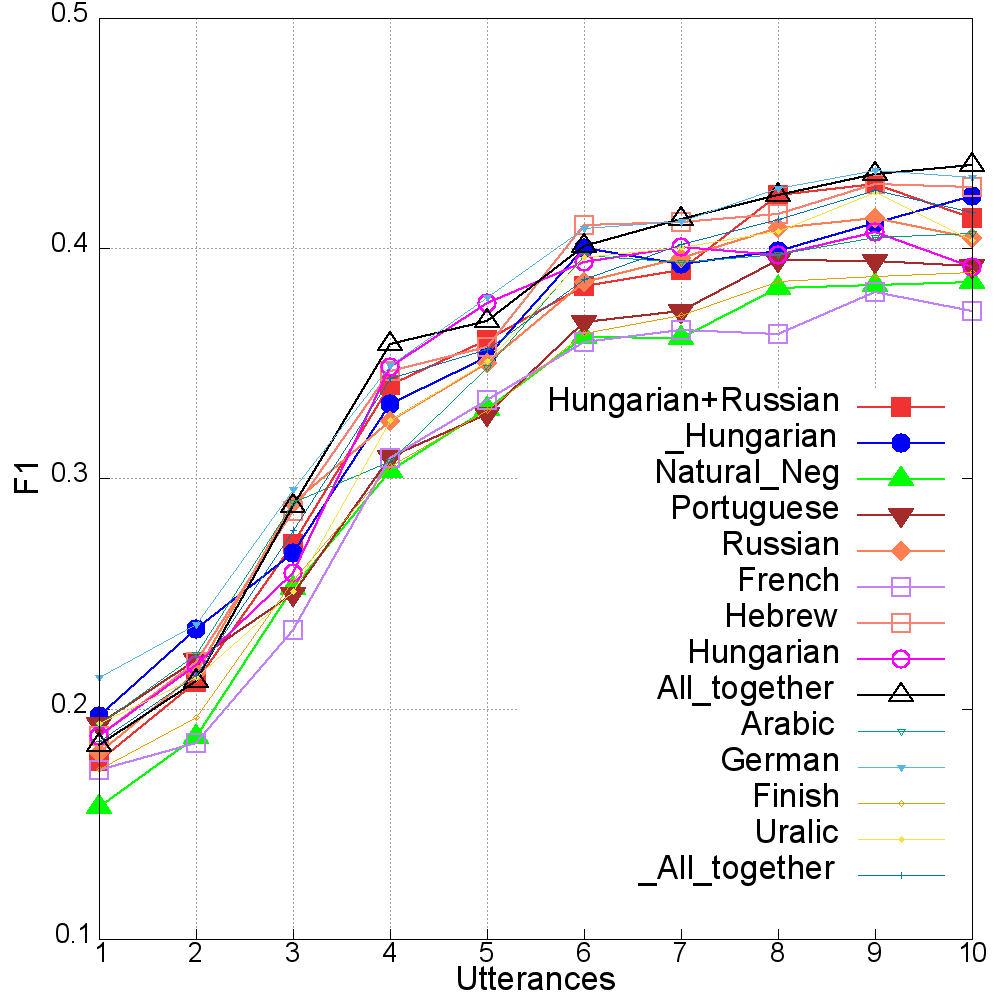 0.5
0.4
0.3
0.2
0.1
F1
Hungarian+Russian
_Hungarian
Natural_Neg
Portuguese
Russian
French
Hebrew
Hungarian
All_together
Arabic
German
Finish
Uralic
_All_together
1 2 3 4 5 6 7 8 9 10
Utterances